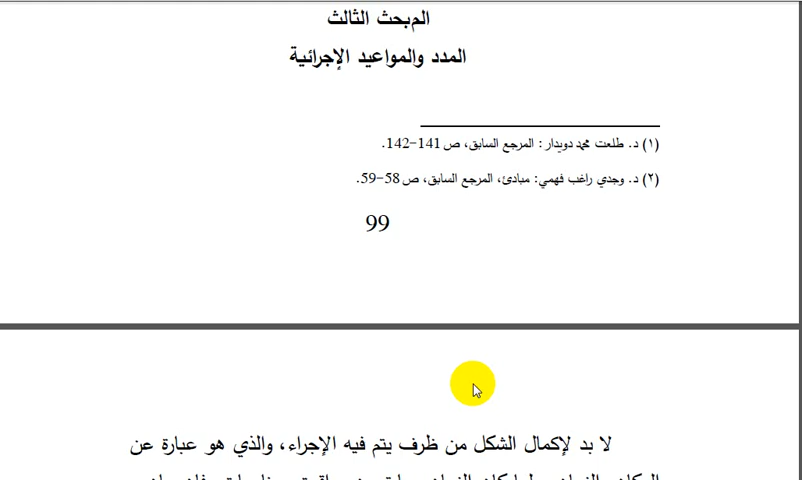 المبحث الثالث
المدد والمواعيد الإجرائية
(١) د. طلعت محمد دويدار: المرجع السابق، ص 141-142.
(٢) د. وجدي راغب فهمي: مبادئ، المرجع السابق، ص 58-59.
99
لا بد لإكمال الشكل من ظرف يتم فيه الإجراء، والذي هو عبارة عن